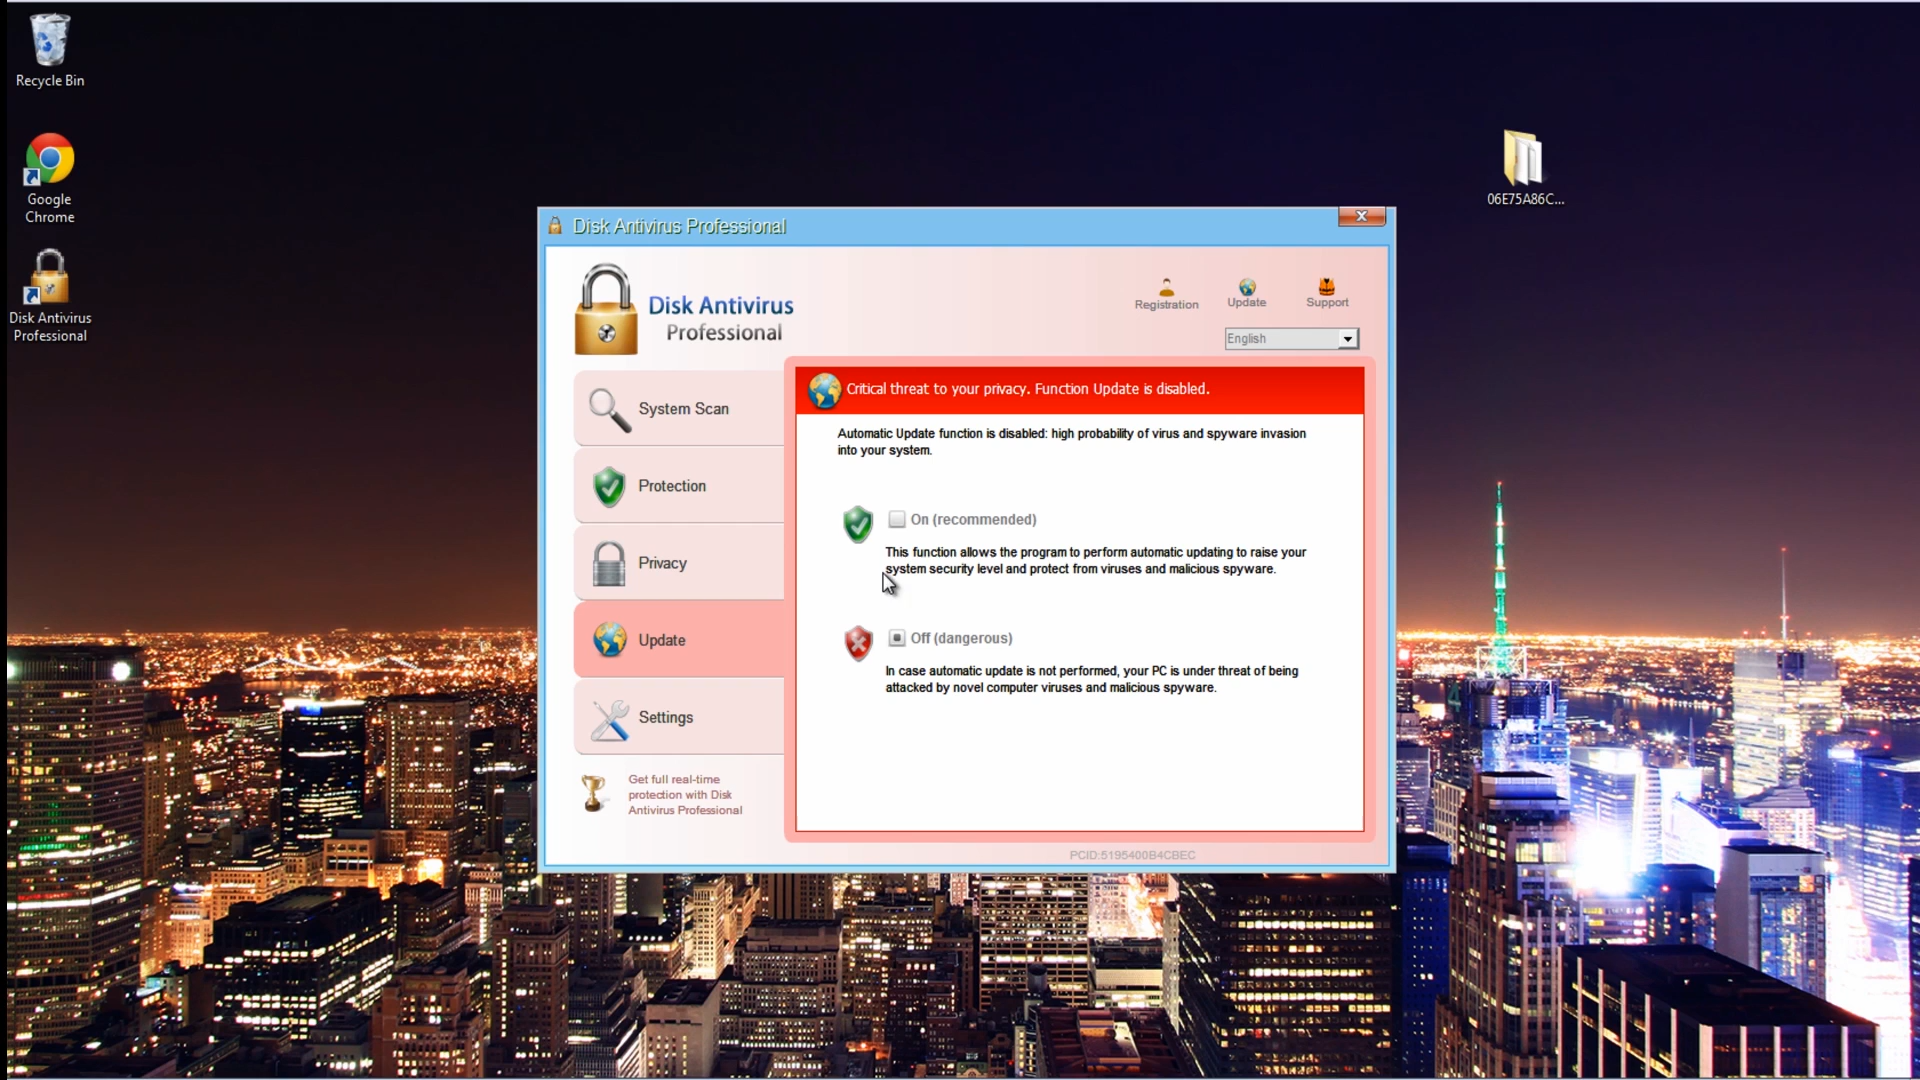 Recycle Bin
Google
Chrome
Disk Antivirus
Professional
06E75A86C...
Disk Antivirus Professional
Disk Antivirus
Professional
Registration
Update
Support
English
System Scan
Protection
Privacy
Update
Settings
Get full real-time
protection with Disk
Antivirus Professional
Critical threat to your privacy. Function Update is disabled.
Automatic Update function is disabled: high probability of virus and spyware invasion
into your system.
On (recommended)
This function allows the program to perform automatic updating to raise your
system security level and protect from viruses and malicious spyware.
Off (dangerous)
In case automatic update is not performed, your PC is under threat of being
attacked by novel computer viruses and malicious spyware.
PCID:5195400B4CBEC